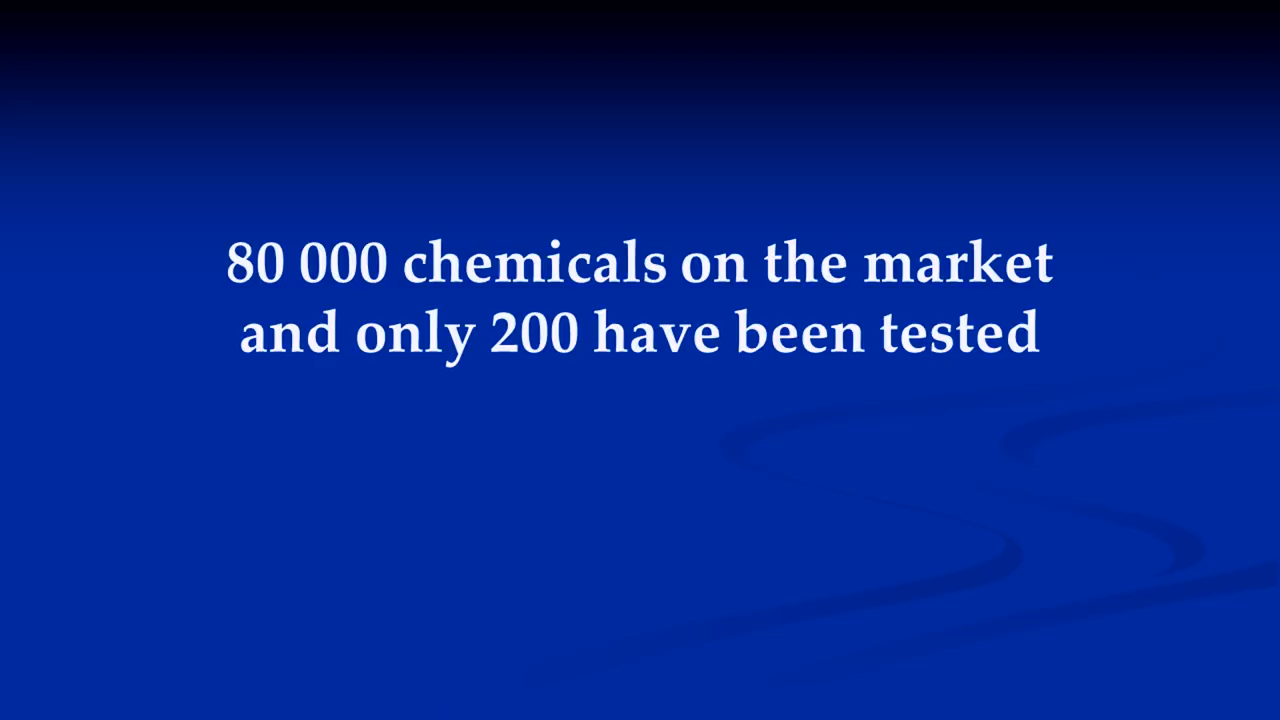 80 000 chemicals on the market
and only 200 have been tested